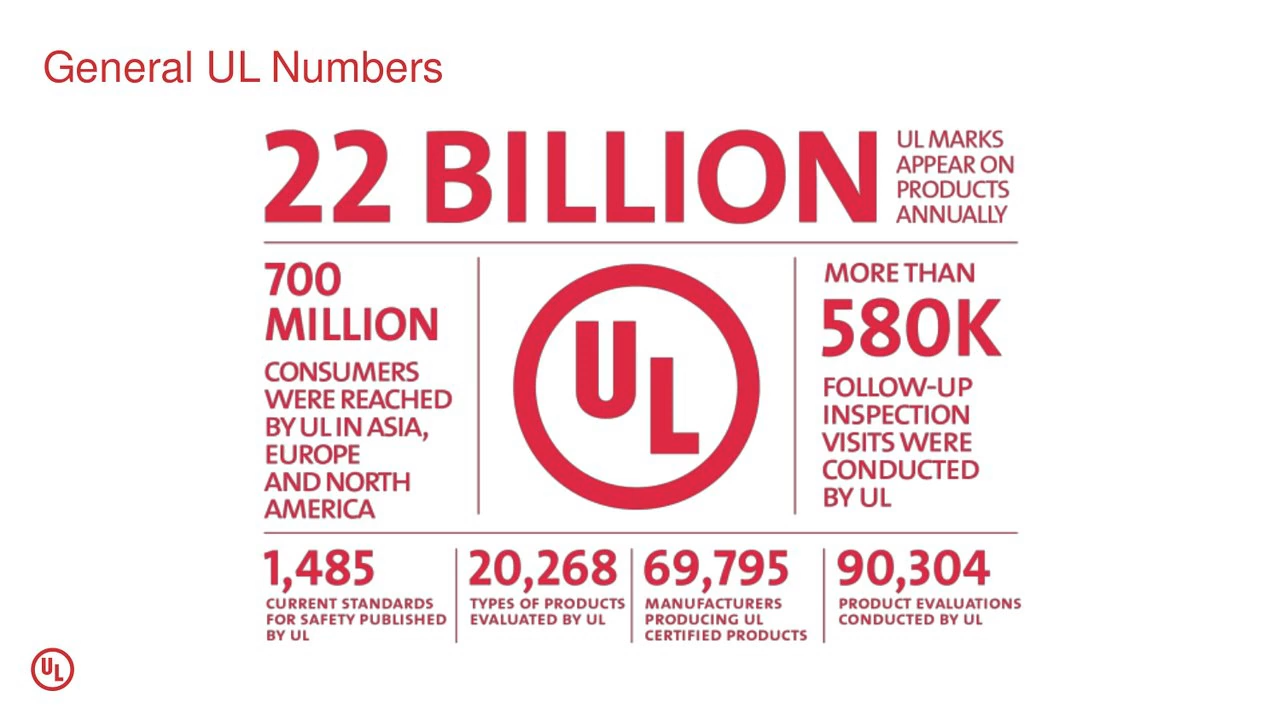 General UL Numbers
22 BILLION
UL MARKS
APPEAR ON
PRODUCTS
ANNUALLY
700
MILLION
CONSUMERS
WERE REACHED
BY UL IN ASIA,
EUROPE
AND NORTH
AMERICA
UL
MORE THAN
580K
FOLLOW-UP
INSPECTION
VISITS WERE
CONDUCTED
BY UL
1,485
CURRENT STANDARDS
FOR SAFETY PUBLISHED
BY UL
20,268
TYPES OF PRODUCTS
EVALUATED BY UL
69,795
MANUFACTURERS
PRODUCING UL
CERTIFIED PRODUCTS
90,304
PRODUCT EVALUATIONS
CONDUCTED BY UL
UL